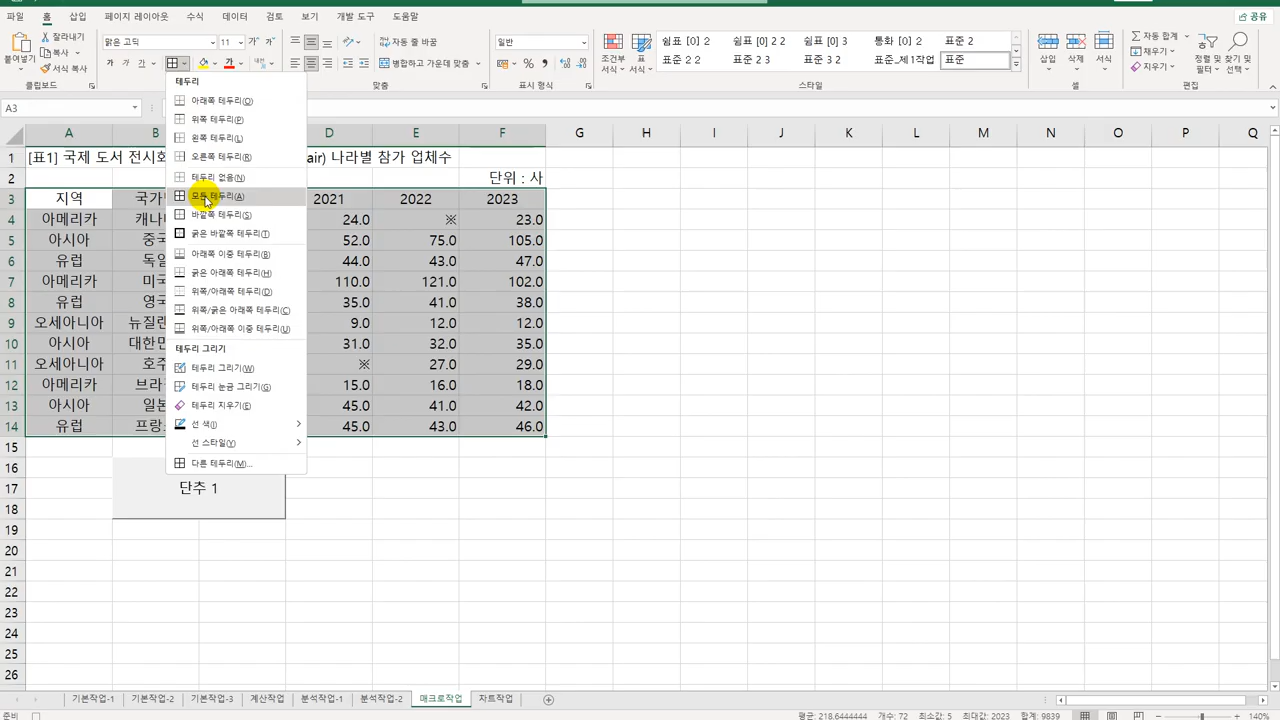 파일 홈 삽입 페이지 레이아웃 수식 데이터 검토 보기 개발 도구 도움말 공유
붙여넣기 잘라내기 복사 서식 복사
맑은 고딕 11 가 가 가 가 가
자동 줄 바꿈
병합하고 가운데 맞춤
일반
%
조건부 서식 표
쉼표 [0] 2 쉼표 [0] 2 2 쉼표 [0] 3 통화 [0] 2 표준 2
표준 2 2 표준 2 3 표준 3 표준_제1작업 표준
삽입 삭제 서식
자동 합계 채우기 지우기
정렬 및 필터 찾기 및 선택
클립보드 맞춤 표시 형식 스타일 셀 편집
A3
A B D E F G H I J K L M N O P Q
테두리
아래쪽 테두리(O)
위쪽 테두리(P)
왼쪽 테두리(L)
오른쪽 테두리(R)
테두리 없음(N)
모든 테두리(A)
바깥쪽 테두리(S)
굵은 바깥쪽 테두리(T)
아래쪽 이중 테두리(B)
굵은 아래쪽 테두리(H)
위쪽/아래쪽 테두리(D)
위쪽/굵은 아래쪽 테두리(C)
위쪽/아래쪽 이중 테두리(U)
테두리 그리기
테두리 그리기(W)
테두리 눈금 그리기(G)
테두리 지우기(E)
선 색(I)
선 스타일(Y)
다른 테두리(M)...
1 [표1] 국제 도서 전시회 air) 나라별 참가 업체수
2 단위 : 사
3 지역 국가 2021 2022 2023
4 아메리카 캐나 24.0 ※ 23.0
5 아시아 중국 52.0 75.0 105.0
6 유럽 독일 44.0 43.0 47.0
7 아메리카 미국 110.0 121.0 102.0
8 유럽 영국 35.0 41.0 38.0
9 오세아니아 뉴질랜 9.0 12.0 12.0
10 아시아 대한민 31.0 32.0 35.0
11 오세아니아 호주 ※ 27.0 29.0
12 아메리카 브라 15.0 16.0 18.0
13 아시아 일본 45.0 41.0 42.0
14 유럽 프랑 45.0 43.0 46.0
15
16
17 단추 1
18
19
20
21
22
23
24
25
26
기본작업-1 기본작업-2 기본작업-3 계산작업 분석작업-1 분석작업-2 매크로작업 차트작업
준비 평균: 218.6444444 개수: 72 최소값: 5 최대값: 2023 합계: 9839 140%